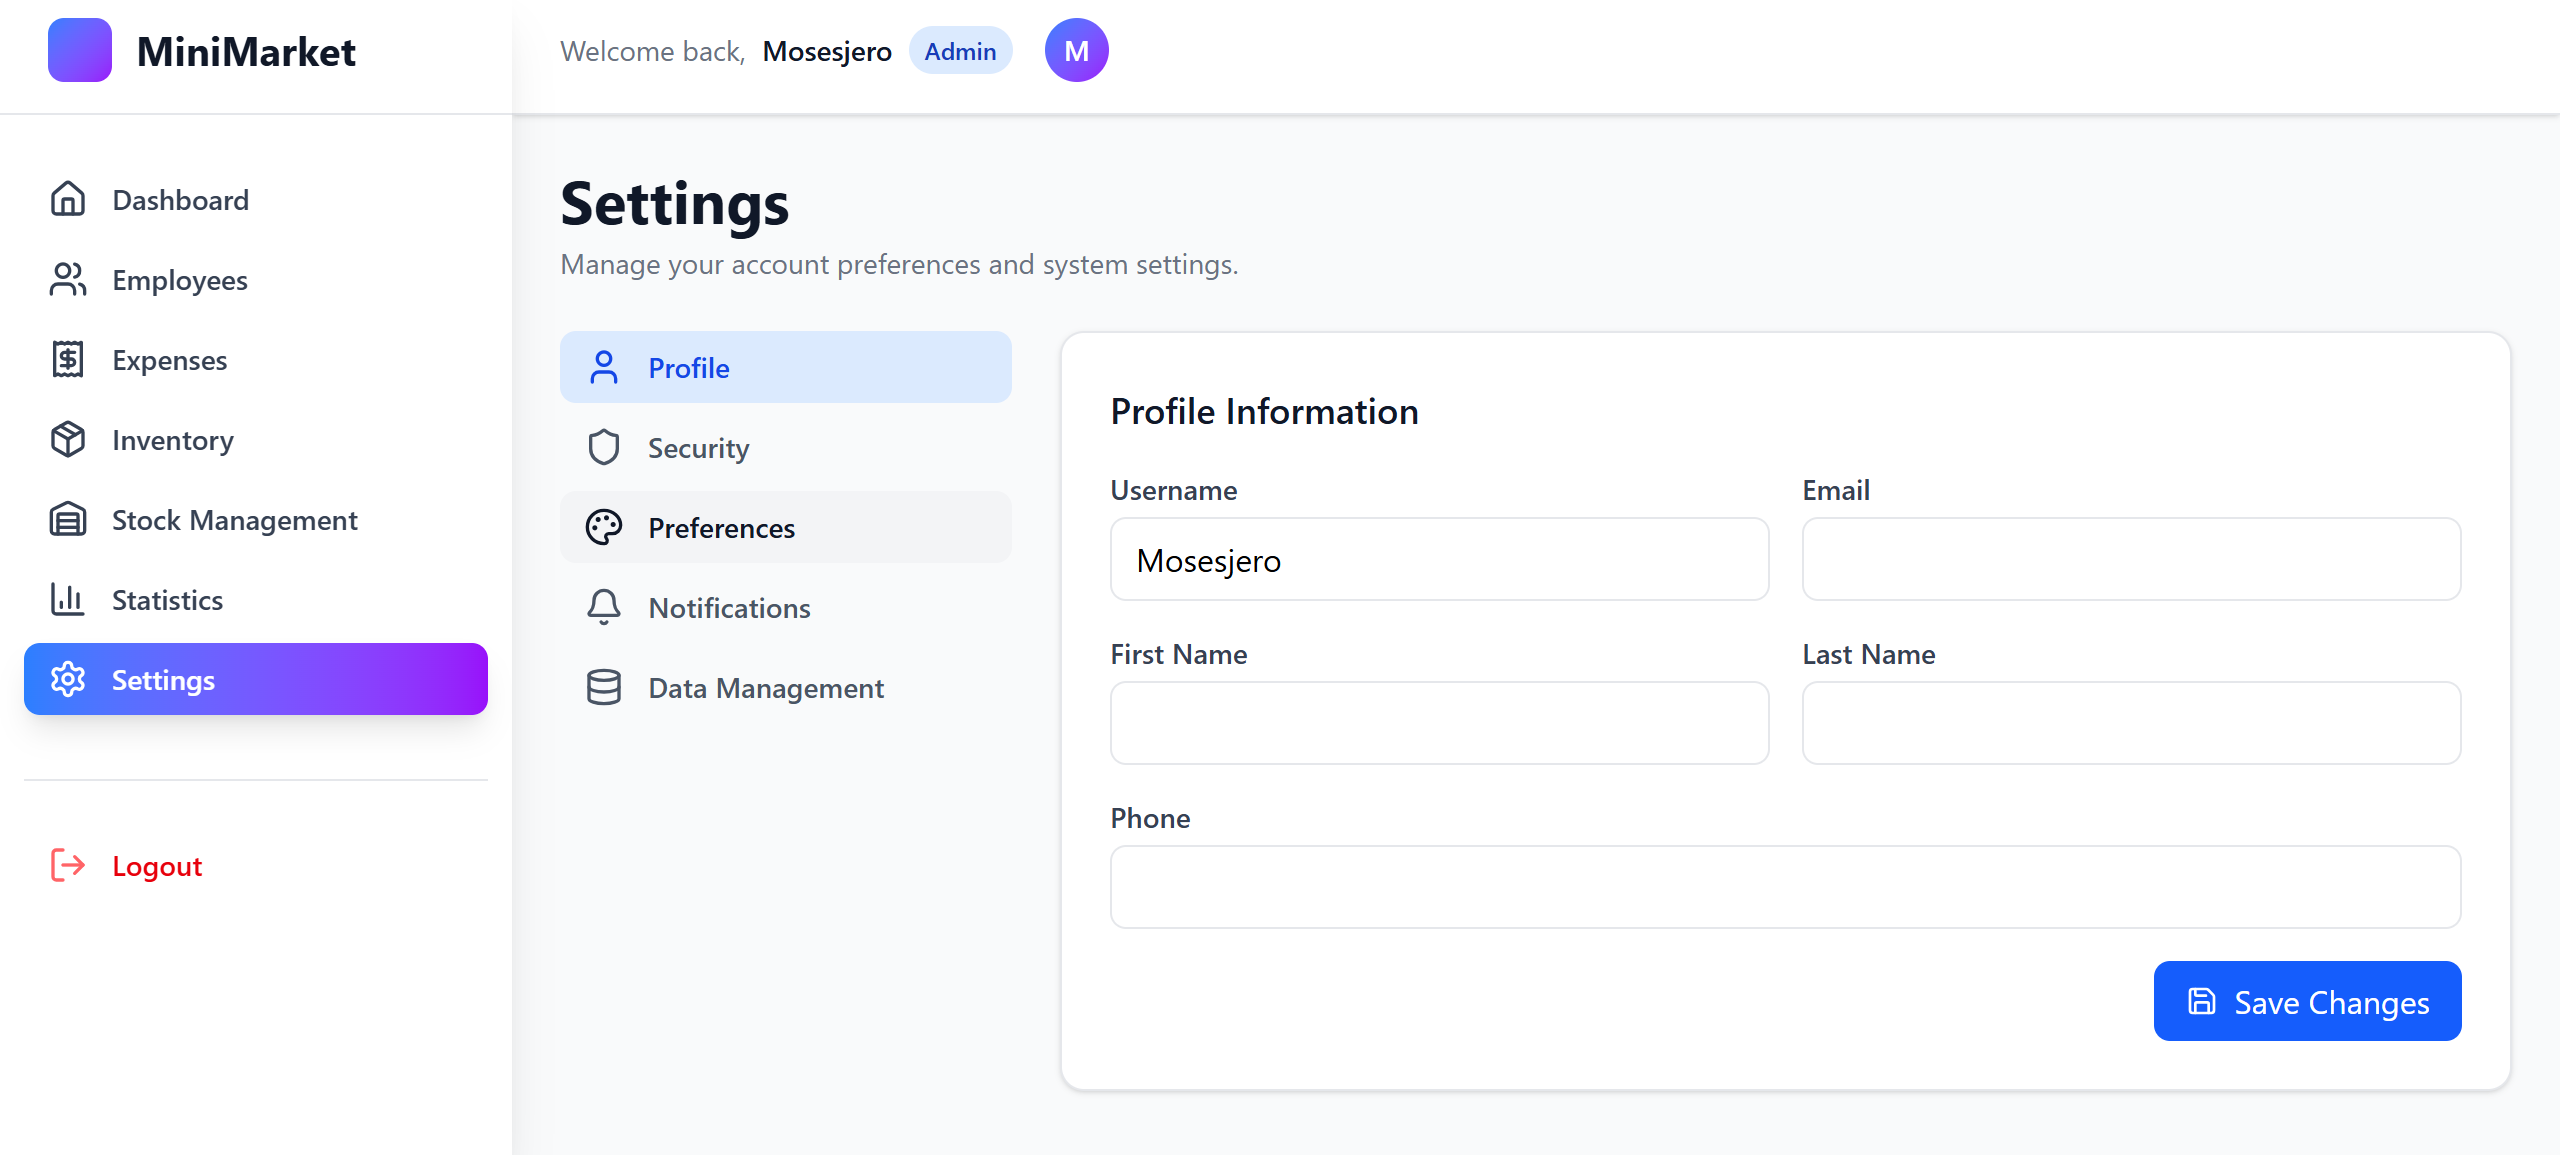 MiniMarket
Welcome back, Mosesjero Admin M
Dashboard
Employees
Expenses
Inventory
Stock Management
Statistics
Settings
Logout
Settings
Manage your account preferences and system settings.
Profile
Security
Preferences
Notifications
Data Management
Profile Information
Username
Mosesjero
Email
First Name
Last Name
Phone
Save Changes